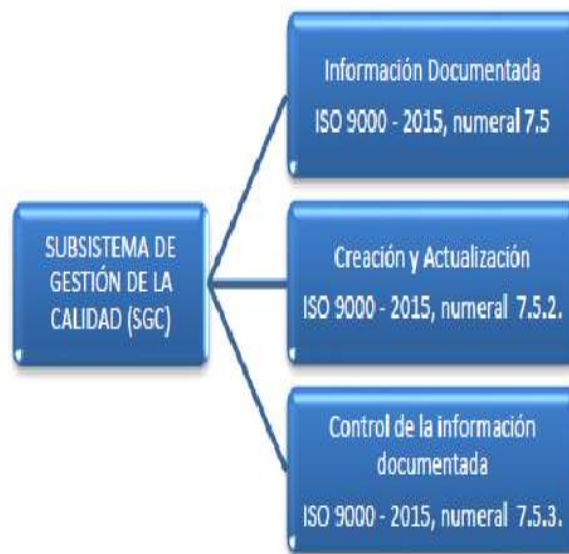 SUBSISTEMA DE
GESTIÓN DE LA
CALIDAD (SGC)
Información Documentada
ISO 9000 - 2015, numeral 7.5
Creación y Actualización
ISO 9000 - 2015, numeral 7.5.2.
Control de la información
documentada
ISO 9000 - 2015, numeral 7.5.3.